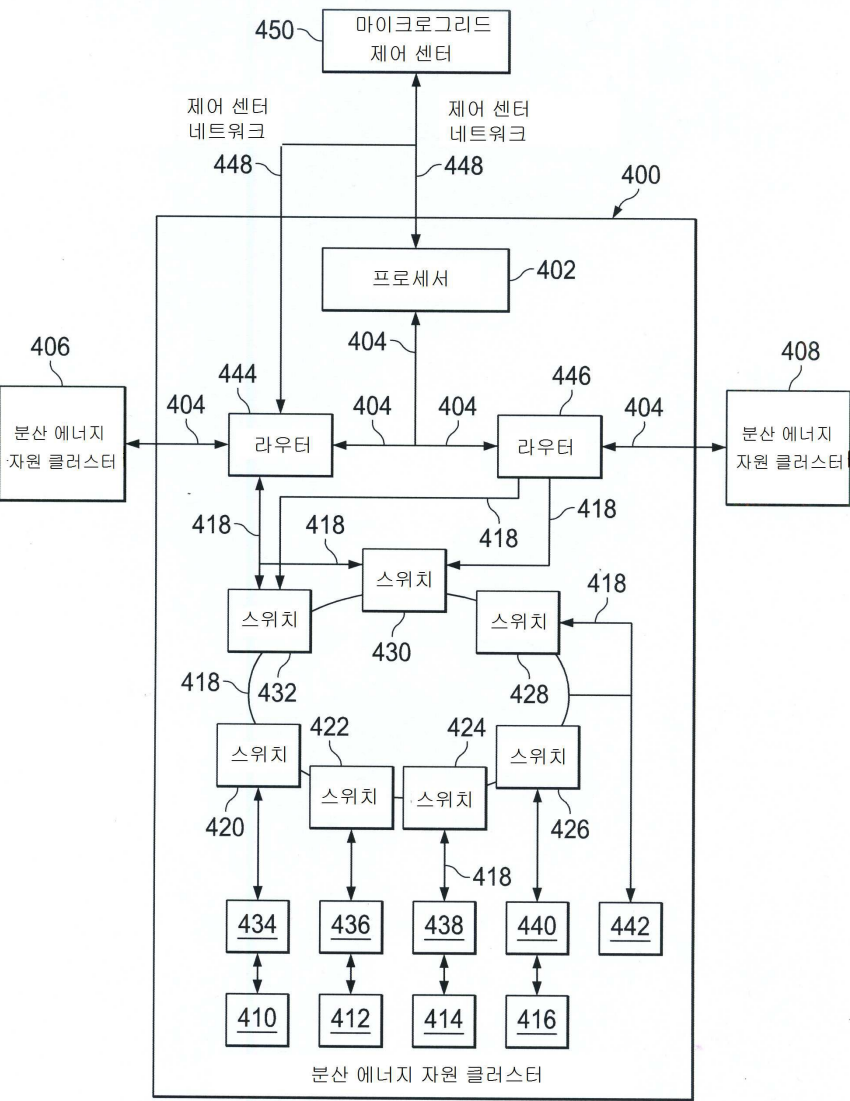 450
마이크로그리드
제어 센터
제어 센터
네트워크
제어 센터
네트워크
448
448
400
프로세서
402
404
406
408
444
446
404
404
404
404
분산 에너지
자원 클러스터
라우터
라우터
분산 에너지
자원 클러스터
418
418
418
418
스위치
430
스위치
432
스위치
428
418
418
스위치
420
422
스위치
424
스위치
스위치
426
418
434
436
438
440
442
410
412
414
416
분산 에너지 자원 클러스터